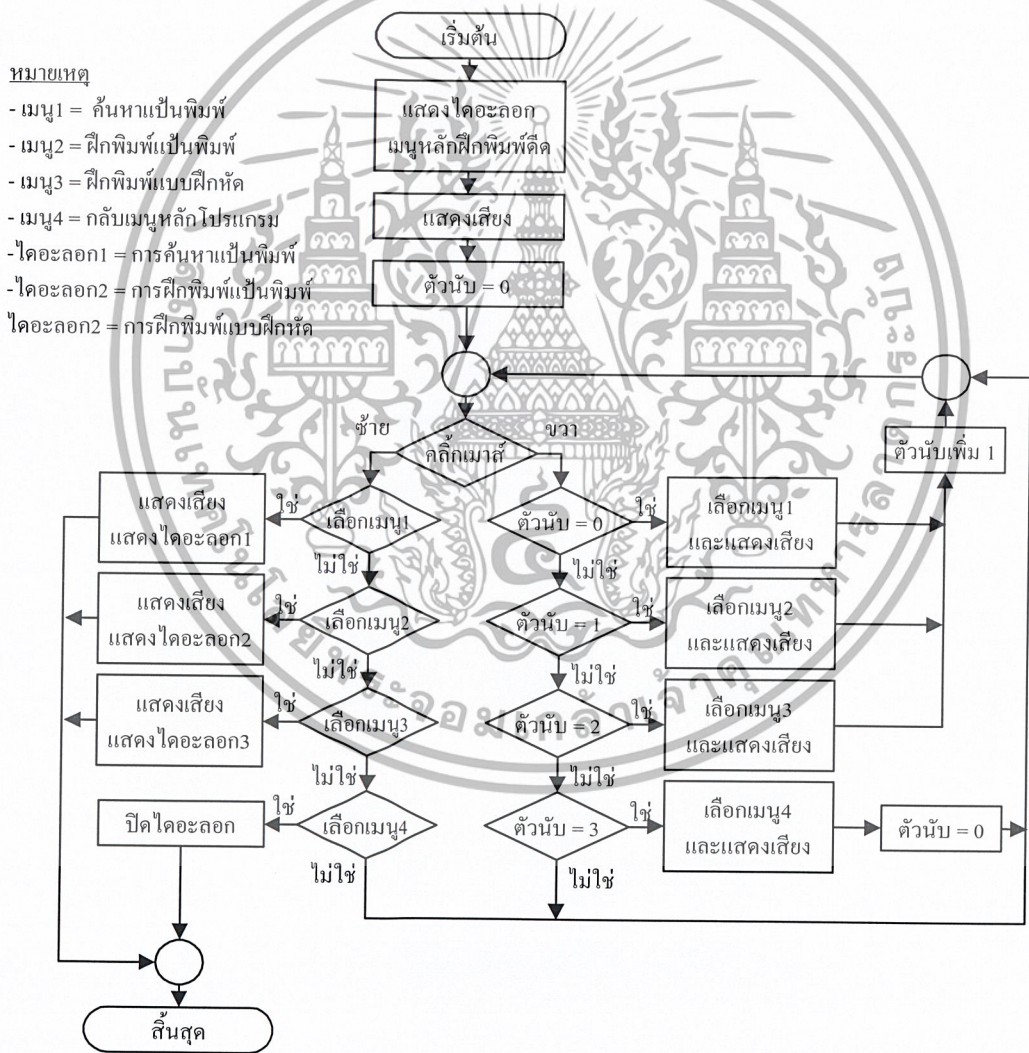 เริ่มต้น
หมายเหตุ
- เมนู1 = ค้นหาแป้นพิมพ์
- เมนู2 = ฝึกพิมพ์แป้นพิมพ์
- เมนู3 = ฝึกพิมพ์แบบฝึกหัด
- เมนู4 = กลับเมนูหลักโปรแกรม
-ไดอะลอก1 = การค้นหาแป้นพิมพ์
-ไดอะลอก2 = การฝึกพิมพ์แป้นพิมพ์
ไดอะลอก2 = การฝึกพิมพ์แบบฝึกหัด
แสดงไดอะลอก
เมนูหลักฝึกพิมพ์ดีด
แสดงเสียง
ตัวนับ = 0
ซ้าย
คลิ้กเมาส์
ขวา
ตัวนับเพิ่ม 1
แสดงเสียง
แสดงไดอะลอก1
ใช่
เลือกเมนู1
ไม่ใช่
ตัวนับ = 0
ใช่
ไม่ใช่
เลือกเมนู1
และแสดงเสียง
แสดงเสียง
แสดงไดอะลอก2
ใช่
เลือกเมนู2
ไม่ใช่
ตัวนับ = 1
ใช่
ไม่ใช่
เลือกเมนู2
และแสดงเสียง
แสดงเสียง
แสดงไดอะลอก3
ใช่
เลือกเมนู3
ไม่ใช่
ตัวนับ = 2
ใช่
ไม่ใช่
เลือกเมนู3
และแสดงเสียง
ปิดไดอะลอก
ใช่
เลือกเมนู4
ไม่ใช่
ตัวนับ = 3
ใช่
ไม่ใช่
เลือกเมนู4
และแสดงเสียง
ตัวนับ = 0
สิ้นสุด